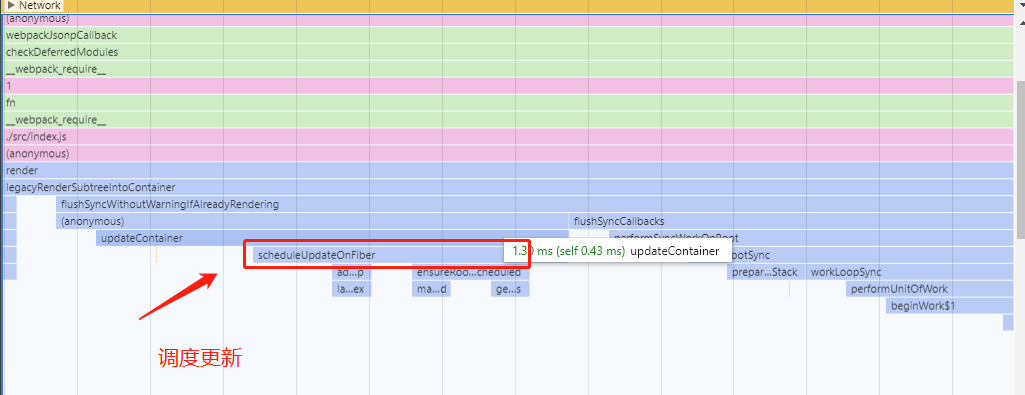 ▶ Network
(anonymous)
webpackJsonpCallback
checkDeferredModules
__webpack_require__
1
fn
__webpack_require__
./src/index.js
(anonymous)
render
legacyRenderSubtreeIntoContainer
flushSyncWithoutWarningIfAlreadyRendering
(anonymous) flushSyncCallbacks
updateContainer performSyncWorkOnRoot
scheduleUpdateOnFiber 1.30 ms (self 0.43 ms) updateContainer ootSync
ad...p ensureRoo...cheduled prepar...Stack workLoopSync
la...ex ma...d ge...s performUnitOfWork
beginWork$1
调度更新